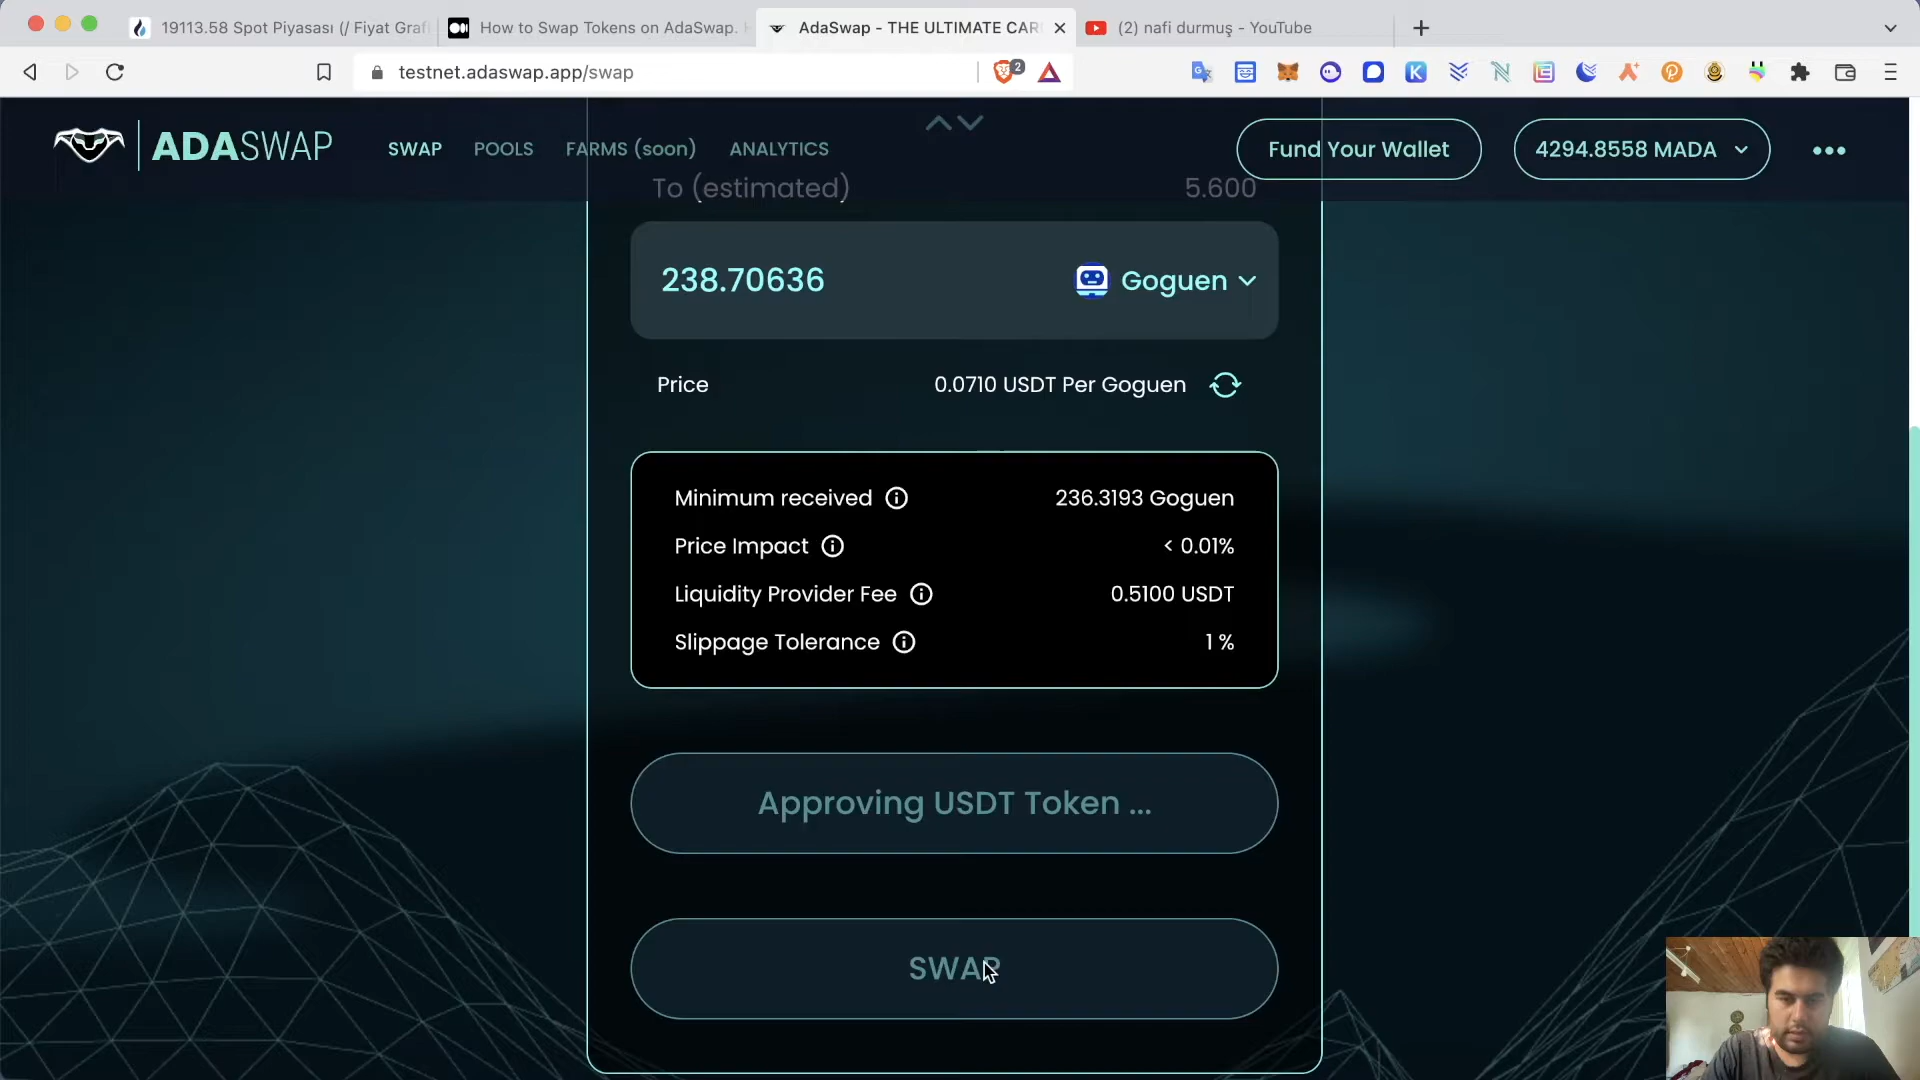 19113.58 Spot Piyasası (/ Fiyat Grafi
How to Swap Tokens on AdaSwap.
AdaSwap - THE ULTIMATE CAR
(2) nafi durmuş - YouTube
testnet.adaswap.app/swap
2
ADASWAP
SWAP
POOLS
FARMS (soon)
ANALYTICS
Fund Your Wallet
4294.8558 MADA
To (estimated)
5.600
238.70636
Goguen
Price
0.0710 USDT Per Goguen
Minimum received
236.3193 Goguen
Price Impact
< 0.01%
Liquidity Provider Fee
0.5100 USDT
Slippage Tolerance
1 %
Approving USDT Token ...
SWAP